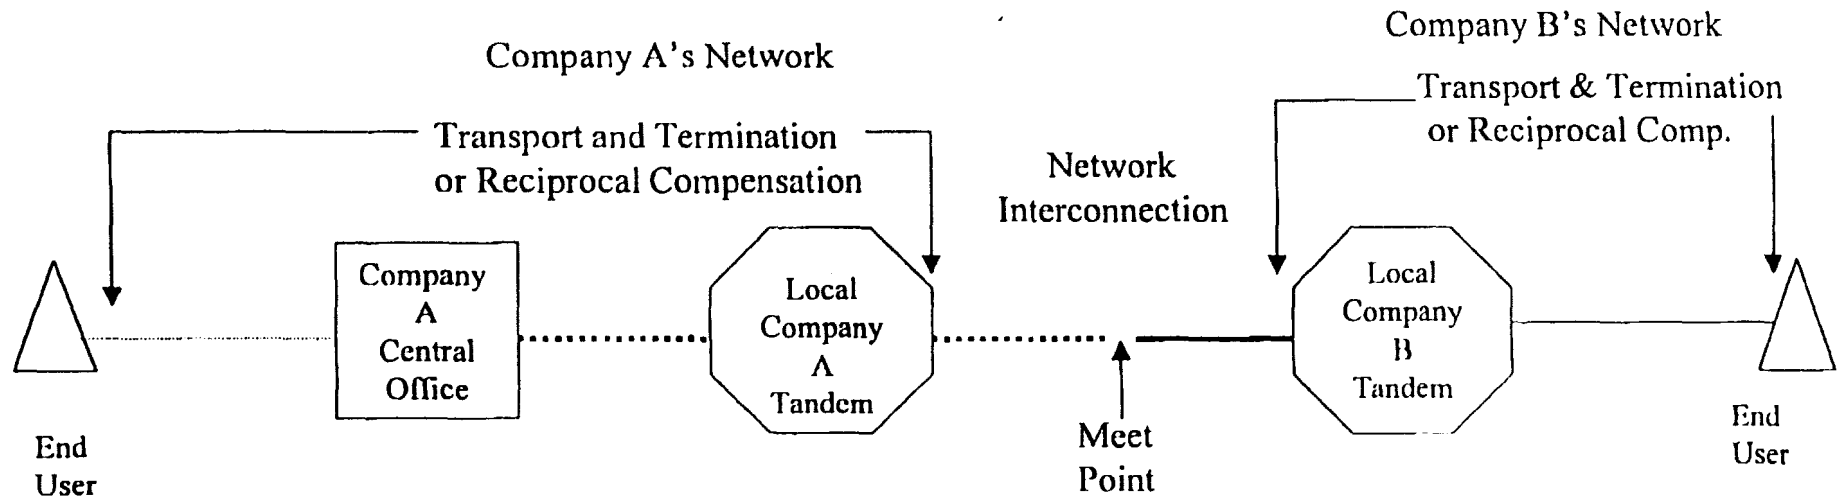 Company A's Network
Transport and Termination
or Reciprocal Compensation
Company B's Network
Transport & Termination
or Reciprocal Comp.
Network
Interconnection
Company
A
Central
Office
Local
Company
A
Tandem
Local
Company
B
Tandem
Meet
Point
End
User
End
User